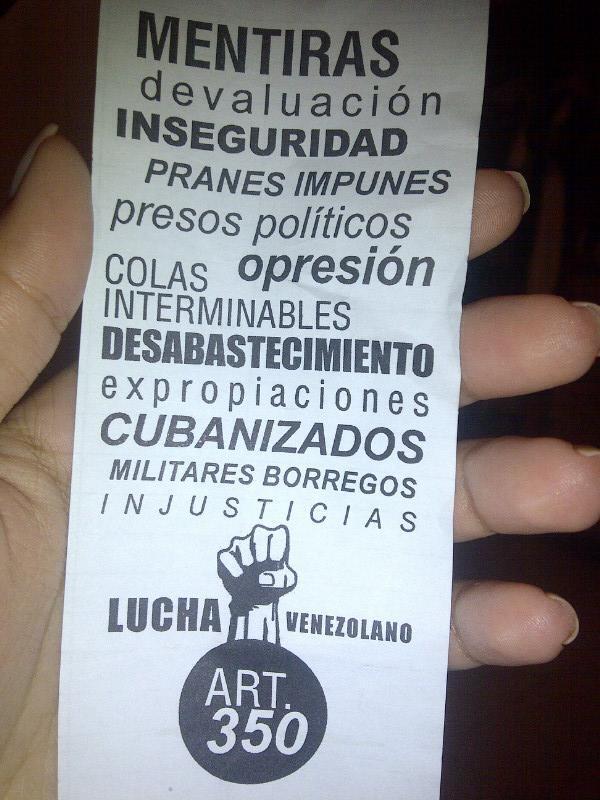 MENTIRAS
devaluación
INSEGURIDAD
PRANES IMPUNES
presos políticos
COLAS opresión
INTERMINABLES
DESABASTECIMIENTO
expropiaciones
CUBANIZADOS
MILITARES BORREGOS
INJUSTICIAS
LUCHA VENEZOLANO
ART.
350